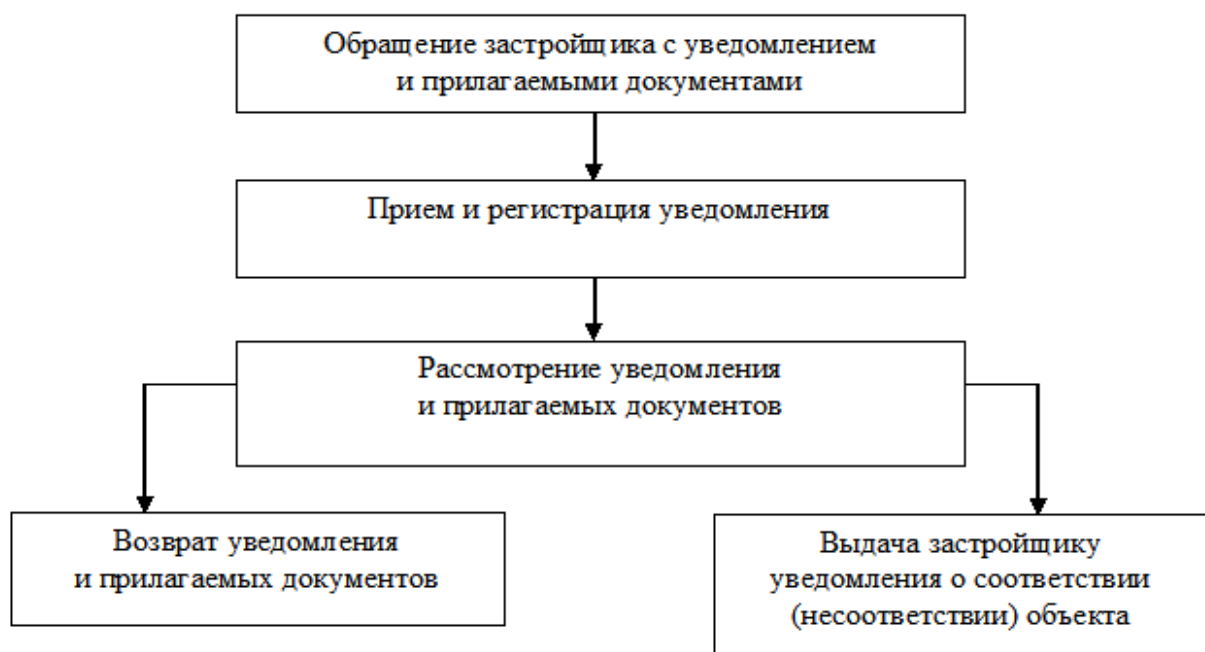 Обращение застройщика с уведомлением
и прилагаемыми документами
Прием и регистрация уведомления
Рассмотрение уведомления
и прилагаемых документов
Возврат уведомления
и прилагаемых документов
Выдача застройщику
уведомления о соответствии
(несоответствии) объекта